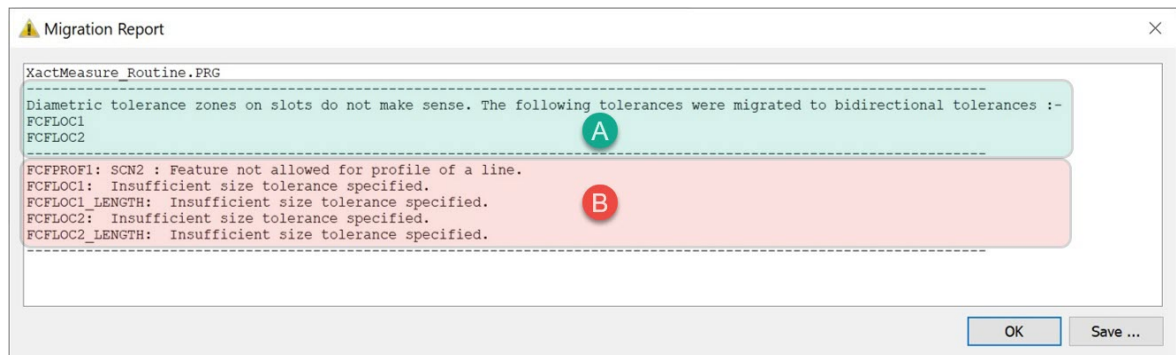 Migration Report
XactMeasure_Routine.PRG
--------------------------------------------------------------------------------------------------------------------
Diametric tolerance zones on slots do not make sense. The following tolerances were migrated to bidirectional tolerances :-
FCFLOC1
FCFLOC2
A
--------------------------------------------------------------------------------------------------------------------
FCFPROF1: SCN2 : Feature not allowed for profile of a line.
FCFLOC1:  Insufficient size tolerance specified.
FCFLOC1_LENGTH:  Insufficient size tolerance specified.
FCFLOC2:  Insufficient size tolerance specified.
FCFLOC2_LENGTH:  Insufficient size tolerance specified.
B
--------------------------------------------------------------------------------------------------------------------
OK Save ...